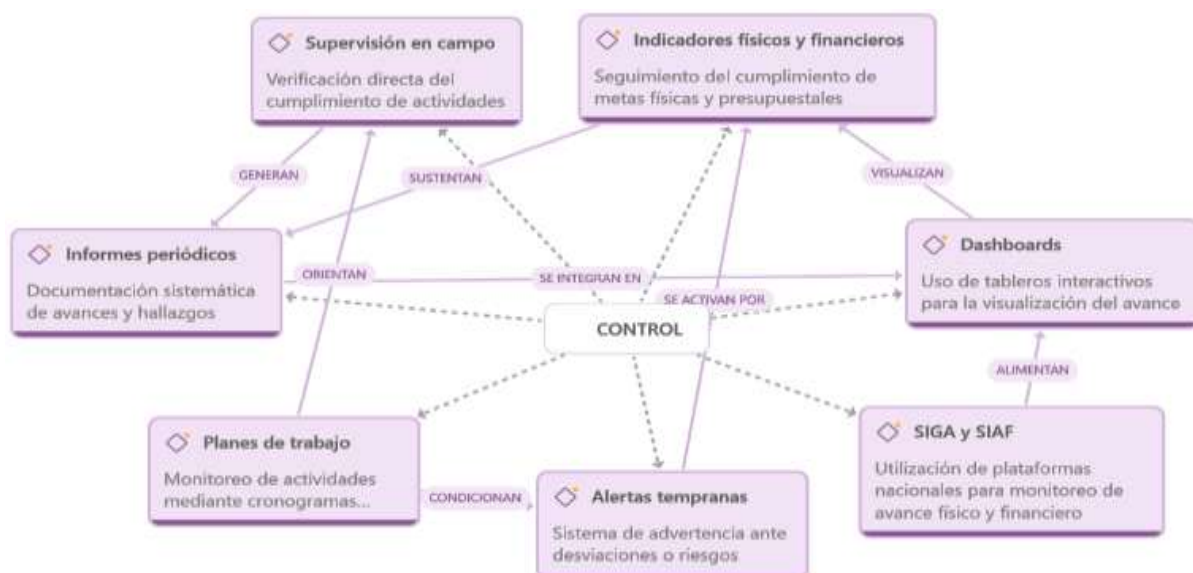 Supervisión en campo
Verificación directa del
cumplimiento de actividades
Indicadores físicos y financieros
Seguimiento del cumplimiento de
metas físicas y presupuestales
GENERAN
SUSTENTAN
VISUALIZAN
Informes periódicos
Documentación sistemática
de avances y hallazgos
ORIENTAN
SE INTEGRAN EN
SE ACTIVAN POR
Dashboards
Uso de tableros interactivos
para la visualización del avance
CONTROL
ALIMENTAN
Planes de trabajo
Monitoreo de actividades
mediante cronogramas...
CONDICIONAN
Alertas tempranas
Sistema de advertencia ante
desviaciones o riesgos
SIGA y SIAF
Utilización de plataformas
nacionales para monitoreo de
avance físico y financiero